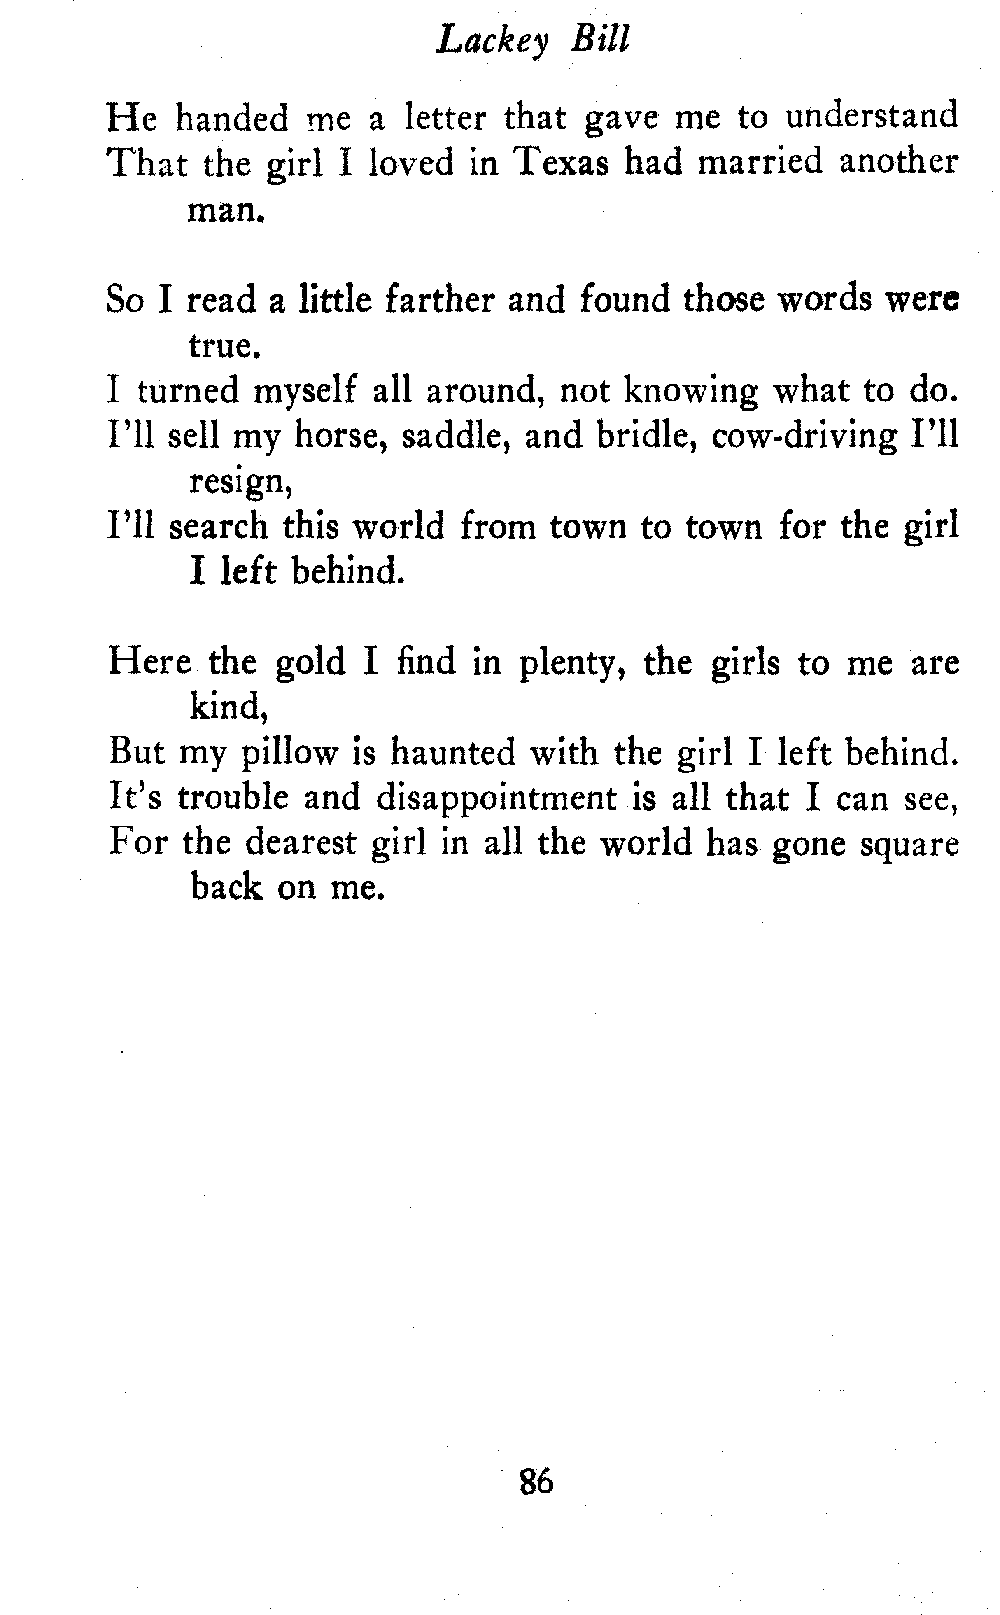 Lackey Bill
He handed me a letter that gave me to understand
That the girl I loved in Texas had married another
man.
So I read a little farther and found those words were
true.
I turned myself all around, not knowing what to do.
I'll sell my horse, saddle, and bridle, cow-driving I'll
resign,
I'll search this world from town to town for the girl
I left behind.
Here the gold I find in plenty, the girls to me are
kind,
But my pillow is haunted with the girl I left behind.
It's trouble and disappointment is all that I can see,
For the dearest girl in all the world has gone square
back on me.
86